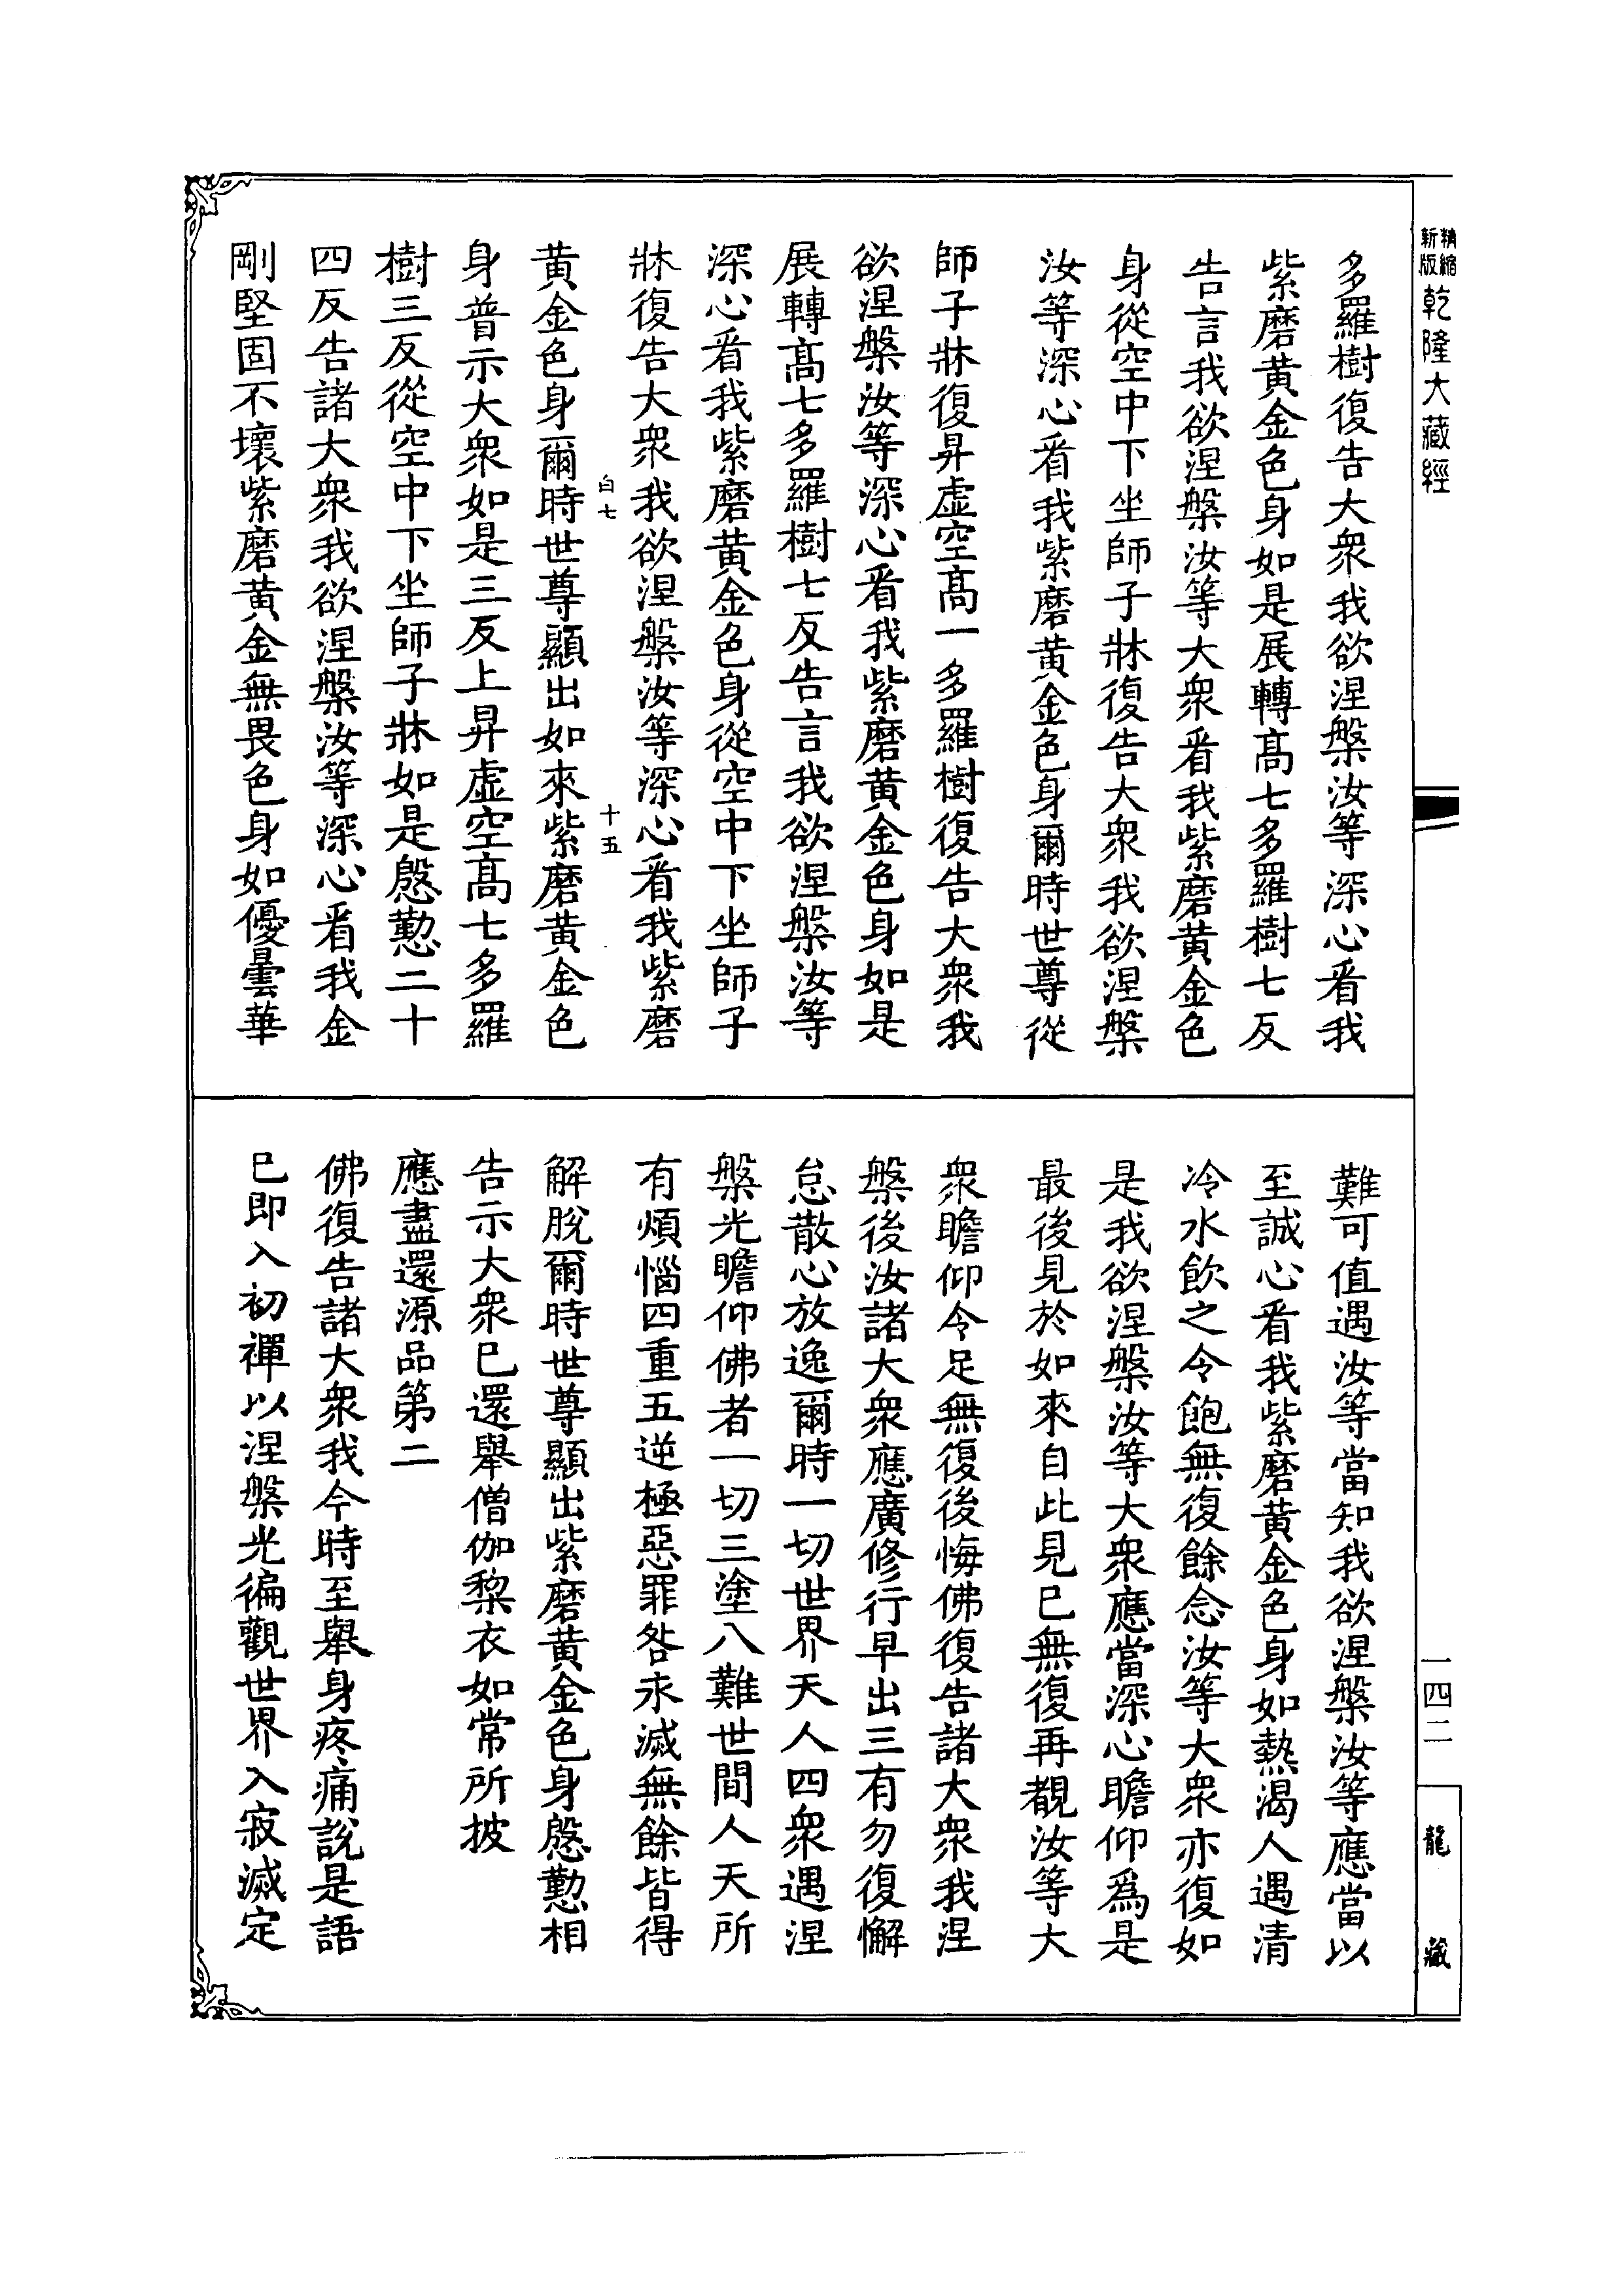 精縮
新版
乾隆大藏經
多羅樹復告大衆我欲涅槃汝等深心看我
紫磨黃金色身如是展轉髙七多羅樹七反
告言我欲涅槃汝等大衆看我紫磨黃金色
身從空中下坐師子牀復告大衆我欲涅槃
汝等深心看我紫磨黃金色身爾時世尊從
師子牀復昇虛空髙一多羅樹復告大衆我
欲涅槃汝等深心看我紫磨黃金色身如是
展轉髙七多羅樹七反告言我欲涅槃汝等
深心看我紫磨黃金色身從空中下坐師子
牀復告大衆我欲涅槃汝等深心看我紫磨
白七
十五
黃金色身爾時世尊顯出如來紫磨黃金色
身普示大衆如是三反上昇虛空髙七多羅
樹三反從空中下坐師子牀如是慇懃二十
四反告諸大衆我欲涅槃汝等深心看我金
剛堅固不壞紫磨黃金無畏色身如優曇華
難可值遇汝等當知我欲涅槃汝等應當以
至誠心看我紫磨黃金色身如熱渴人遇清
冷水飲之令飽無復餘念汝等大衆亦復如
是我欲涅槃汝等大衆應當深心瞻仰爲是
最後見於如來自此見已無復再覩汝等大
衆瞻仰令足無復後悔佛復告諸大衆我涅
槃後汝諸大衆應廣修行早出三有勿復懈
怠散心放逸爾時一切世界天人四衆遇涅
槃光瞻仰佛者一切三塗八難世間人天所
有煩惱四重五逆極惡罪咎永滅無餘皆得
解脫爾時世尊顯出紫磨黃金色身慇懃相
告示大衆已還舉僧伽棃衣如常所披
應盡還源品第二
佛復告諸大衆我今時至舉身疼痛說是語
已即入初禪以涅槃光徧觀世界入寂滅定
一四二
龍藏